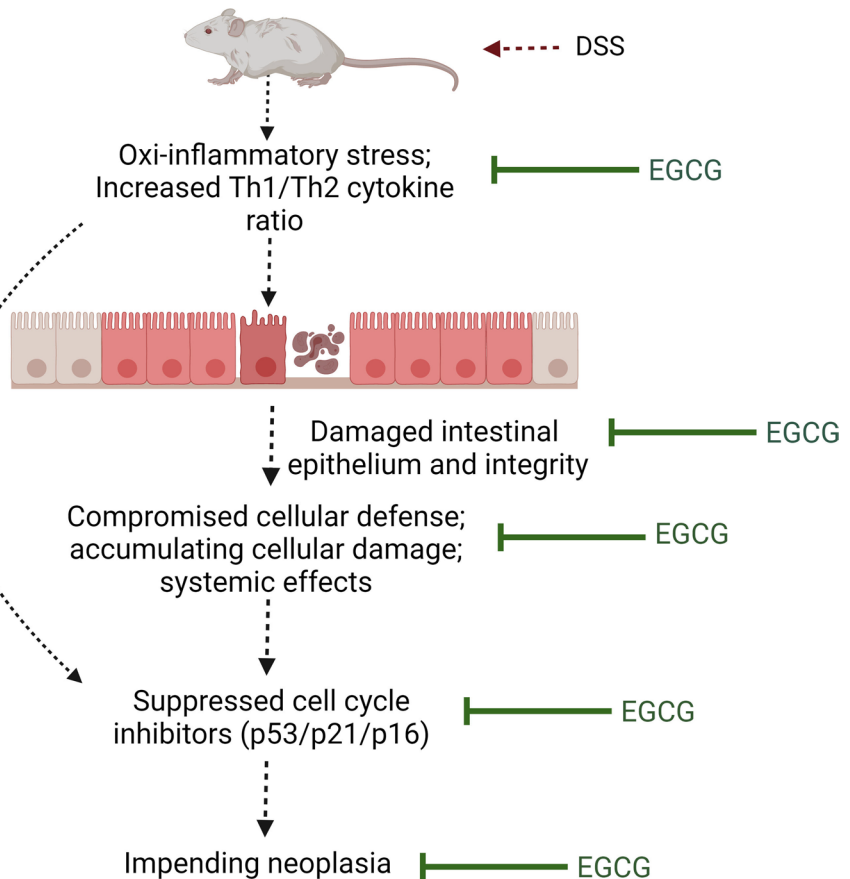 DSS
Oxi-inflammatory stress;
Increased Th1/Th2 cytokine
ratio
EGCG
Damaged intestinal
epithelium and integrity
EGCG
Compromised cellular defense;
accumulating cellular damage;
systemic effects
EGCG
Suppressed cell cycle
inhibitors (p53/p21/p16)
EGCG
Impending neoplasia
EGCG